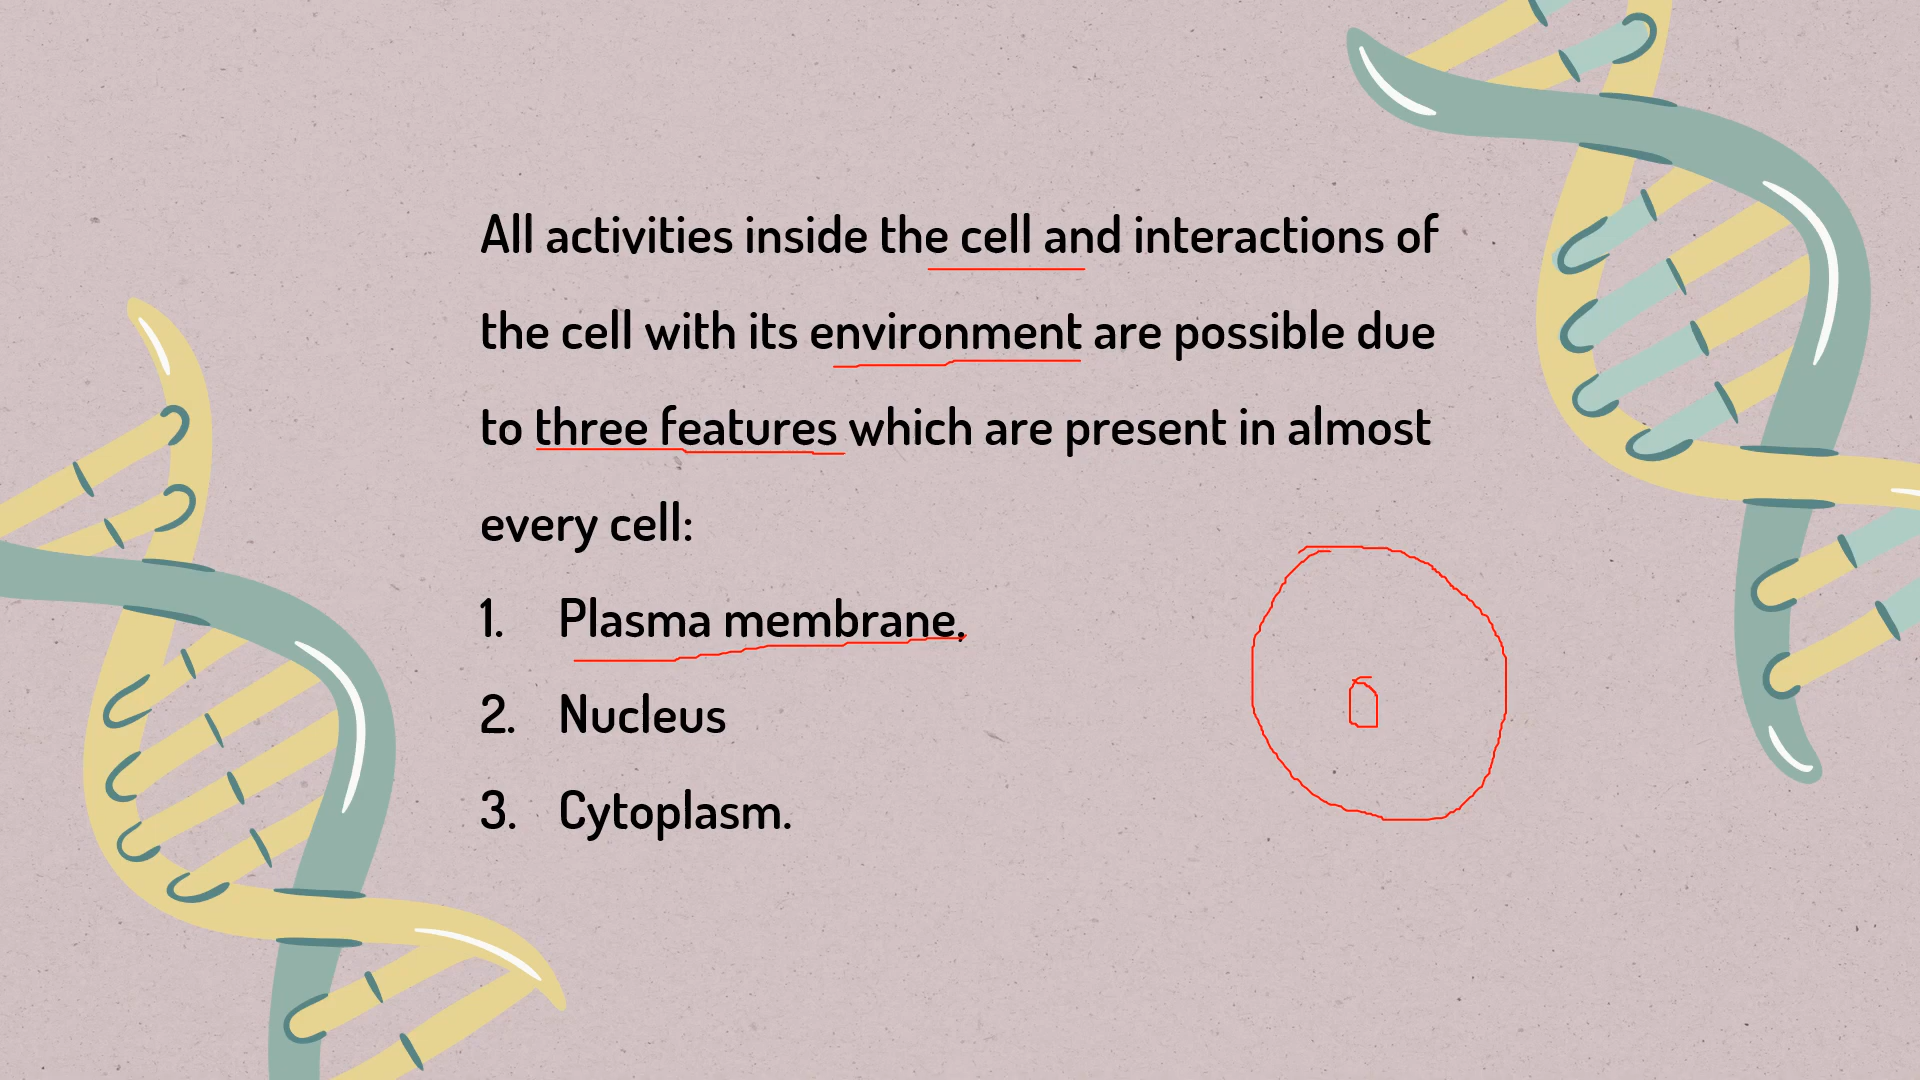 All activities inside the cell and interactions of
the cell with its environment are possible due
to three features which are present in almost
every cell:
1. Plasma membrane.
2. Nucleus
3. Cytoplasm.